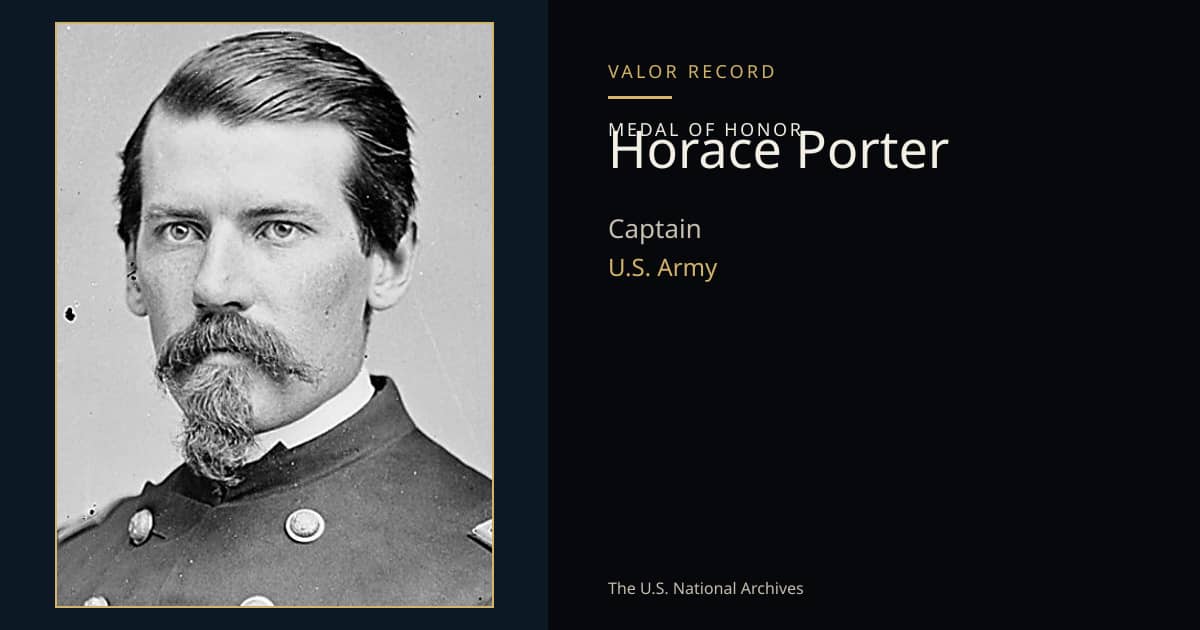 VALOR RECORD
MEDAL OF HONOR
Horace Porter
Captain
U.S. Army
The U.S. National Archives